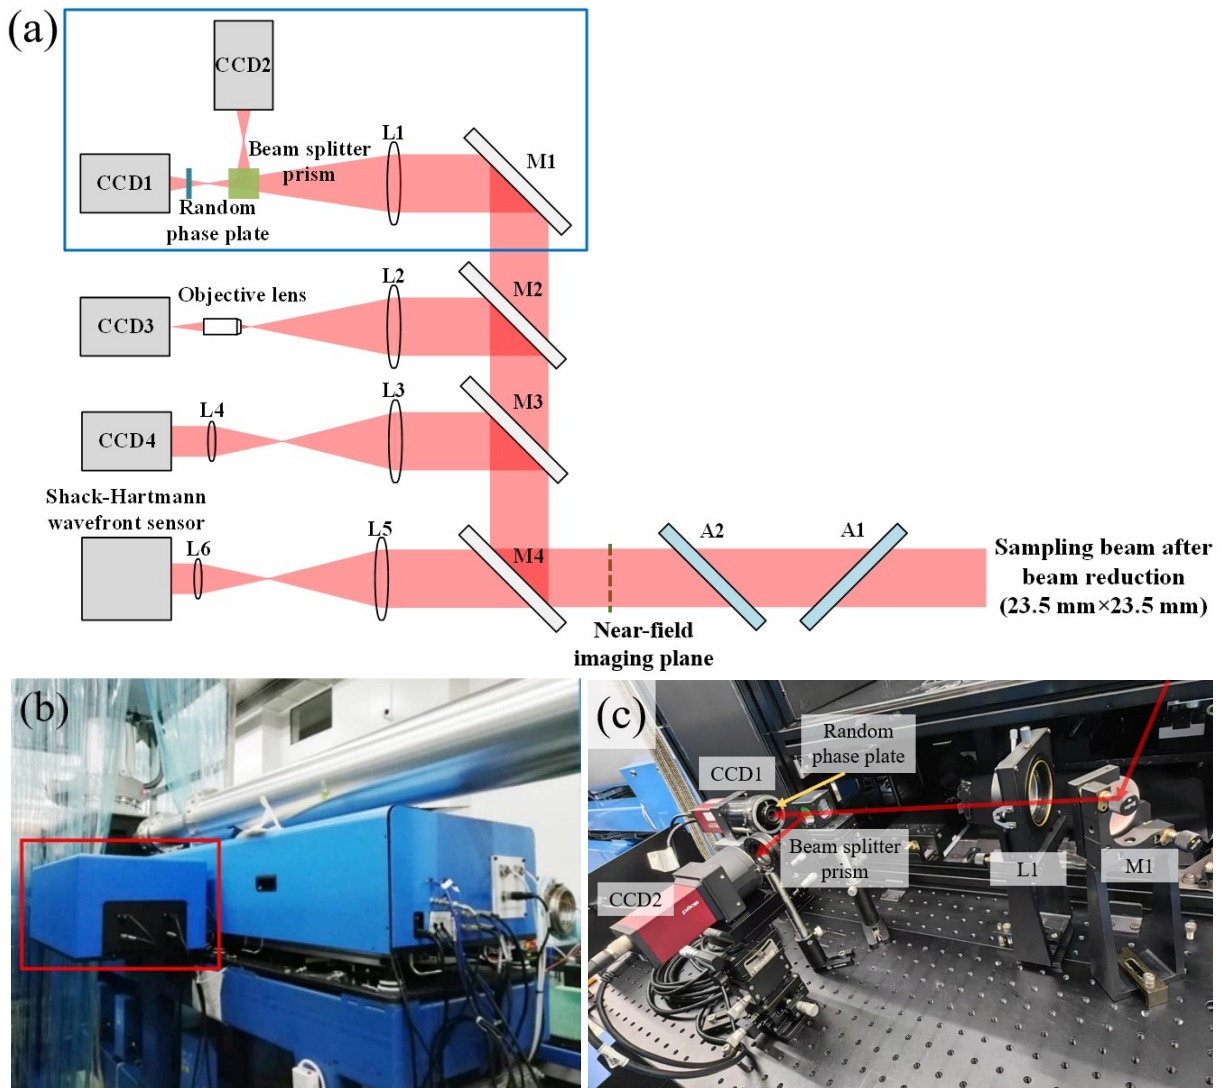 (a)
CCD2
L1
M1
Beam splitter
prism
CCD1
Random
phase plate
L2
M2
Objective lens
CCD3
L3
M3
L4
CCD4
Shack-Hartmann
wavefront sensor
L5
M4
A2
A1
L6
Sampling beam after
beam reduction
(23.5 mm×23.5 mm)
Near-field
imaging plane
(b)
(c)
Random
phase plate
CCD1
Beam splitter
prism
L1
M1
CCD2